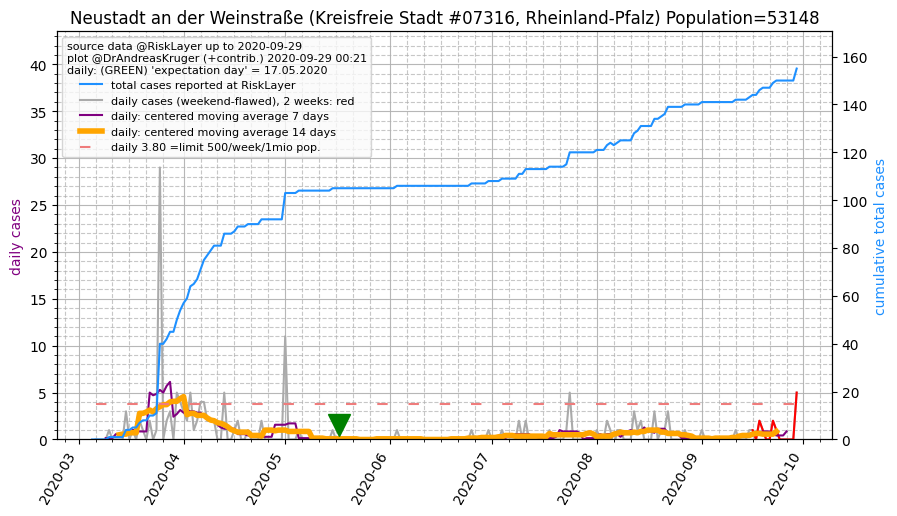 Neustadt an der Weinstraße (Kreisfreie Stadt #07316, Rheinland-Pfalz) Population=53148
source data @RiskLayer up to 2020-09-29
plot @DrAndreasKruger (+contrib.) 2020-09-29 00:21
daily: (GREEN) 'expectation day' = 17.05.2020
total cases reported at RiskLayer
daily cases (weekend-flawed), 2 weeks: red
daily: centered moving average 7 days
daily: centered moving average 14 days
daily 3.80 =limit 500/week/1mio pop.
daily cases
40
35
30
25
20
15
10
5
0
cumulative total cases
160
140
120
100
80
60
40
20
0
2020-03
2020-04
2020-05
2020-06
2020-07
2020-08
2020-09
2020-10